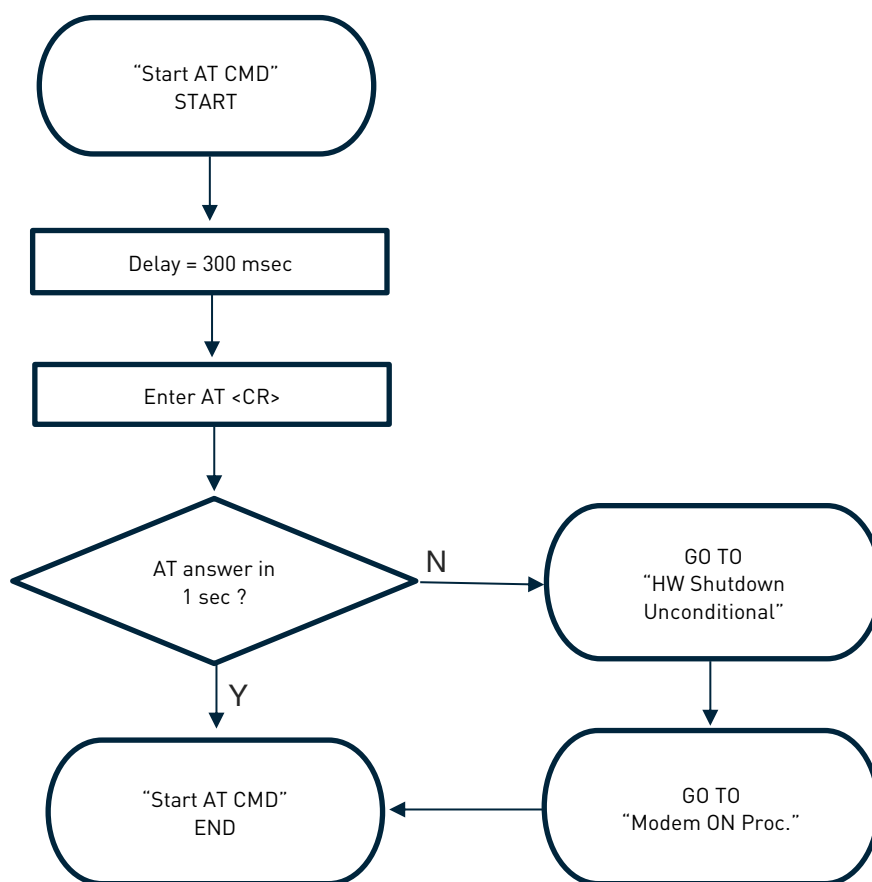 “Start AT CMD”
START
Delay = 300 msec
Enter AT <CR>
AT answer in
1 sec ?
N
GO TO
“HW Shutdown
Unconditional”
Y
“Start AT CMD”
END
GO TO
“Modem ON Proc.”